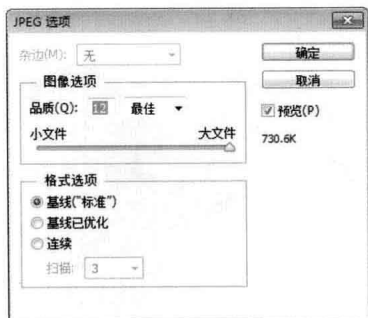 JPEG 选项
杂边(M): 无
确定
取消
预览(P)
730.6K
图像选项
品质(Q): 12 最佳
小文件 大文件
格式选项
基线("标准")
基线已优化
连续
扫描: 3